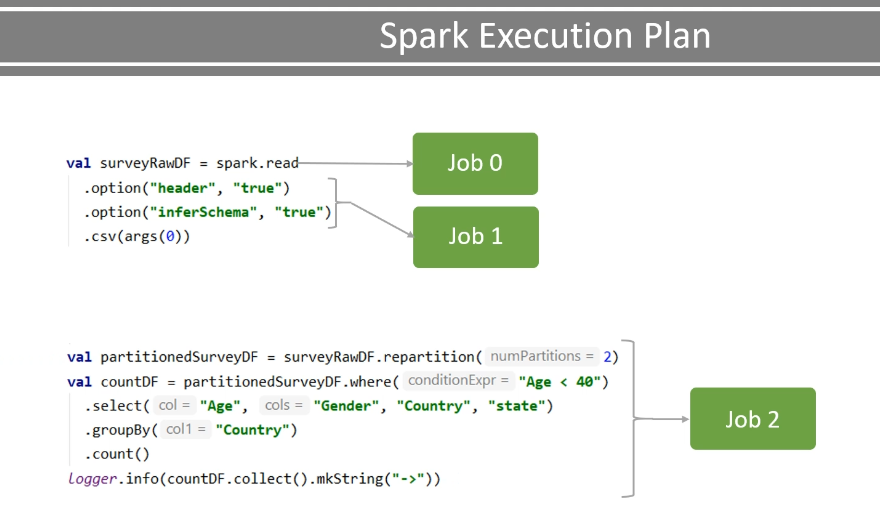 Spark Execution Plan
val surveyRawDF = spark.read
Job 0
.option("header", "true")
.option("inferSchema", "true")
.csv(args(0))
Job 1
val partitionedSurveyDF = surveyRawDF.repartition( numPartitions = 2)
val countDF = partitionedSurveyDF.where( conditionExpr = "Age < 40")
.select( col = "Age", cols = "Gender", "Country", "state")
.groupBy( col1 = "Country")
.count()
logger.info(countDF.collect().mkString("->"))
Job 2